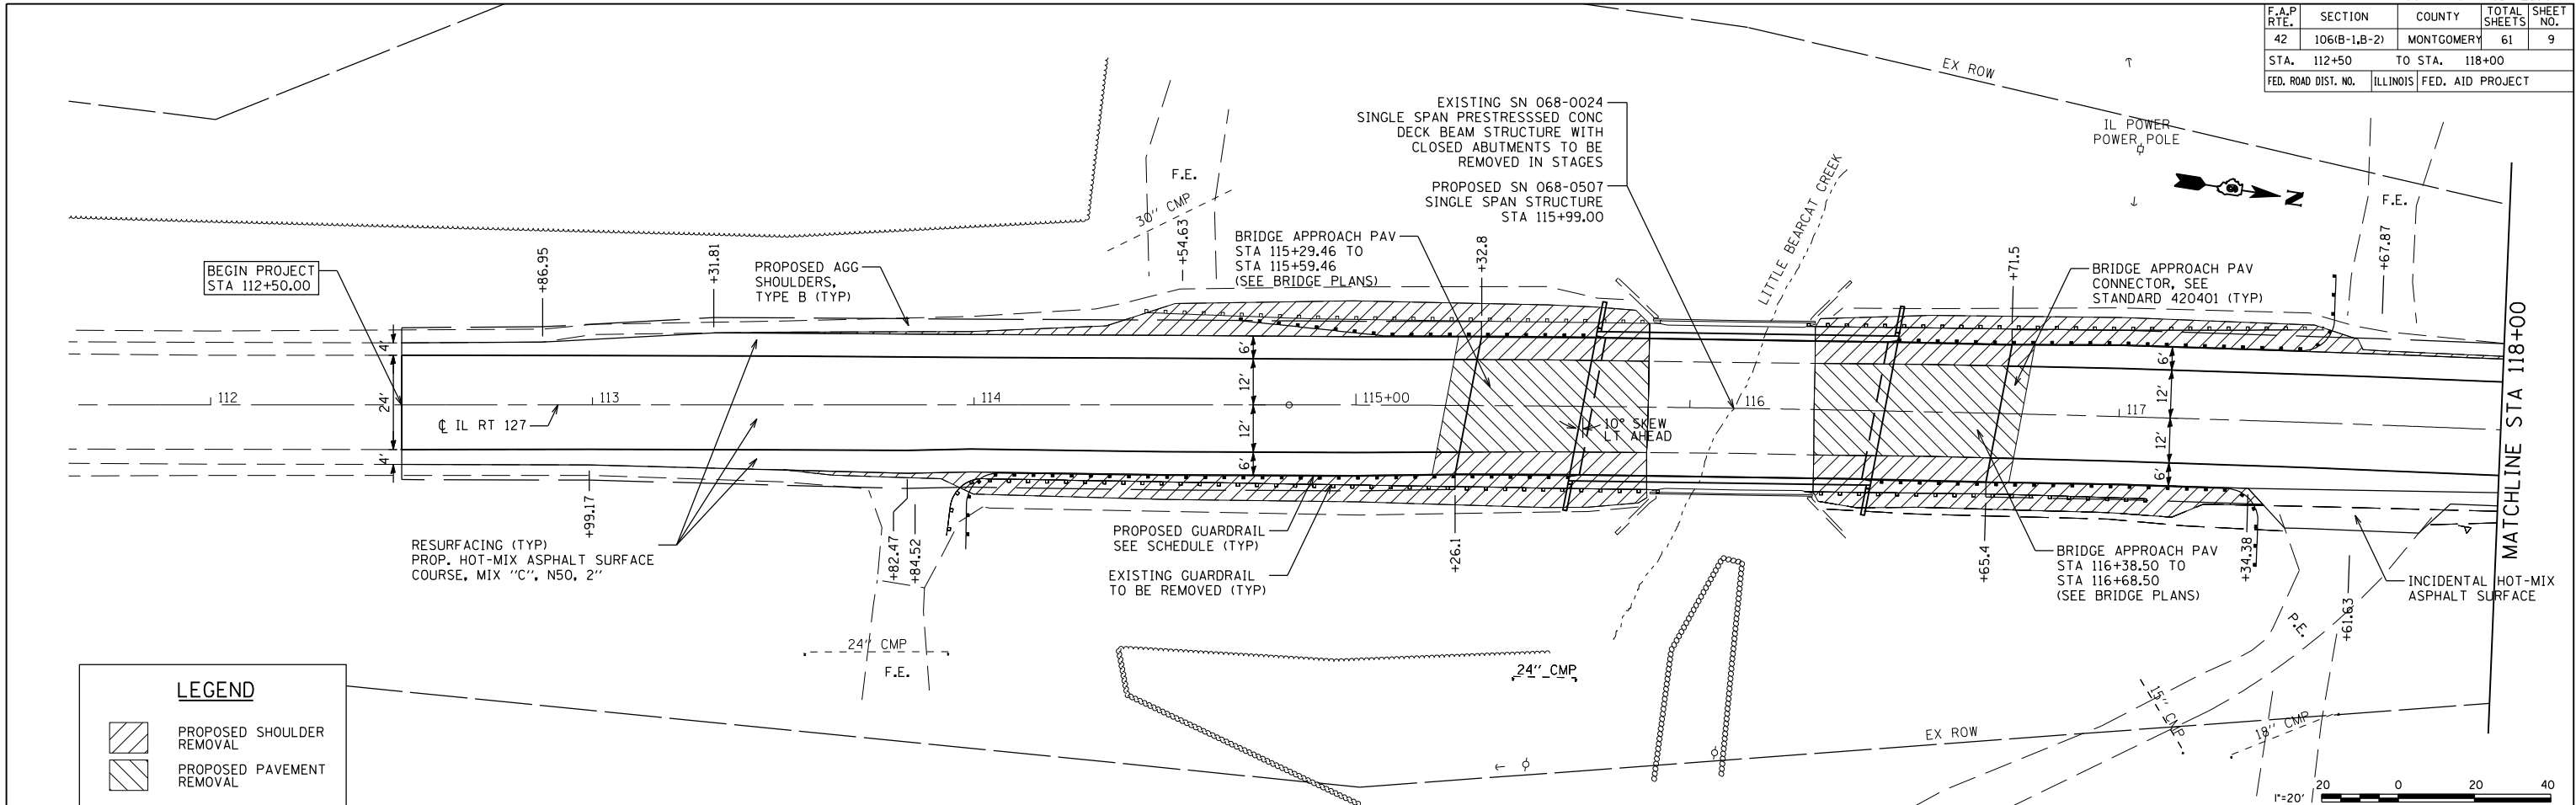 F.A.P RTE. SECTION COUNTY TOTAL SHEETS SHEET NO.
42 106(B-1,B-2) MONTGOMERY 61 9
STA. 112+50 TO STA. 118+00
FED. ROAD DIST. NO. ILLINOIS FED. AID PROJECT
EX ROW
EXISTING SN 068-0024
SINGLE SPAN PRESTRESSSED CONC
DECK BEAM STRUCTURE WITH
CLOSED ABUTMENTS TO BE
REMOVED IN STAGES
PROPOSED SN 068-0507
SINGLE SPAN STRUCTURE
STA 115+99.00
IL POWER
POWER POLE
N
F.E.
30" CMP
+54.63
LITTLE BEARCAT CREEK
F.E.
+67.87
BEGIN PROJECT
STA 112+50.00
+86.95
+31.81
PROPOSED AGG
SHOULDERS,
TYPE B (TYP)
BRIDGE APPROACH PAV
STA 115+29.46 TO
STA 115+59.46
(SEE BRIDGE PLANS)
+32.8
+71.5
BRIDGE APPROACH PAV
CONNECTOR, SEE
STANDARD 420401 (TYP)
MATCHLINE STA 118+00
4'
24'
4'
6'
12'
12'
6'
6'
12'
12'
6'
112
113
114
115+00
116
117
℄ IL RT 127
10° SKEW
LT AHEAD
+99.17
RESURFACING (TYP)
PROP. HOT-MIX ASPHALT SURFACE
COURSE, MIX "C", N50, 2"
+82.47
+84.52
24" CMP
F.E.
PROPOSED GUARDRAIL
SEE SCHEDULE (TYP)
EXISTING GUARDRAIL
TO BE REMOVED (TYP)
+26.1
+65.4
BRIDGE APPROACH PAV
STA 116+38.50 TO
STA 116+68.50
(SEE BRIDGE PLANS)
+34.38
+61.63
INCIDENTAL HOT-MIX
ASPHALT SURFACE
P.E.
24" CMP
15" CMP
18" CMP
EX ROW
LEGEND
PROPOSED SHOULDER
REMOVAL
PROPOSED PAVEMENT
REMOVAL
1"=20'
20 0 20 40